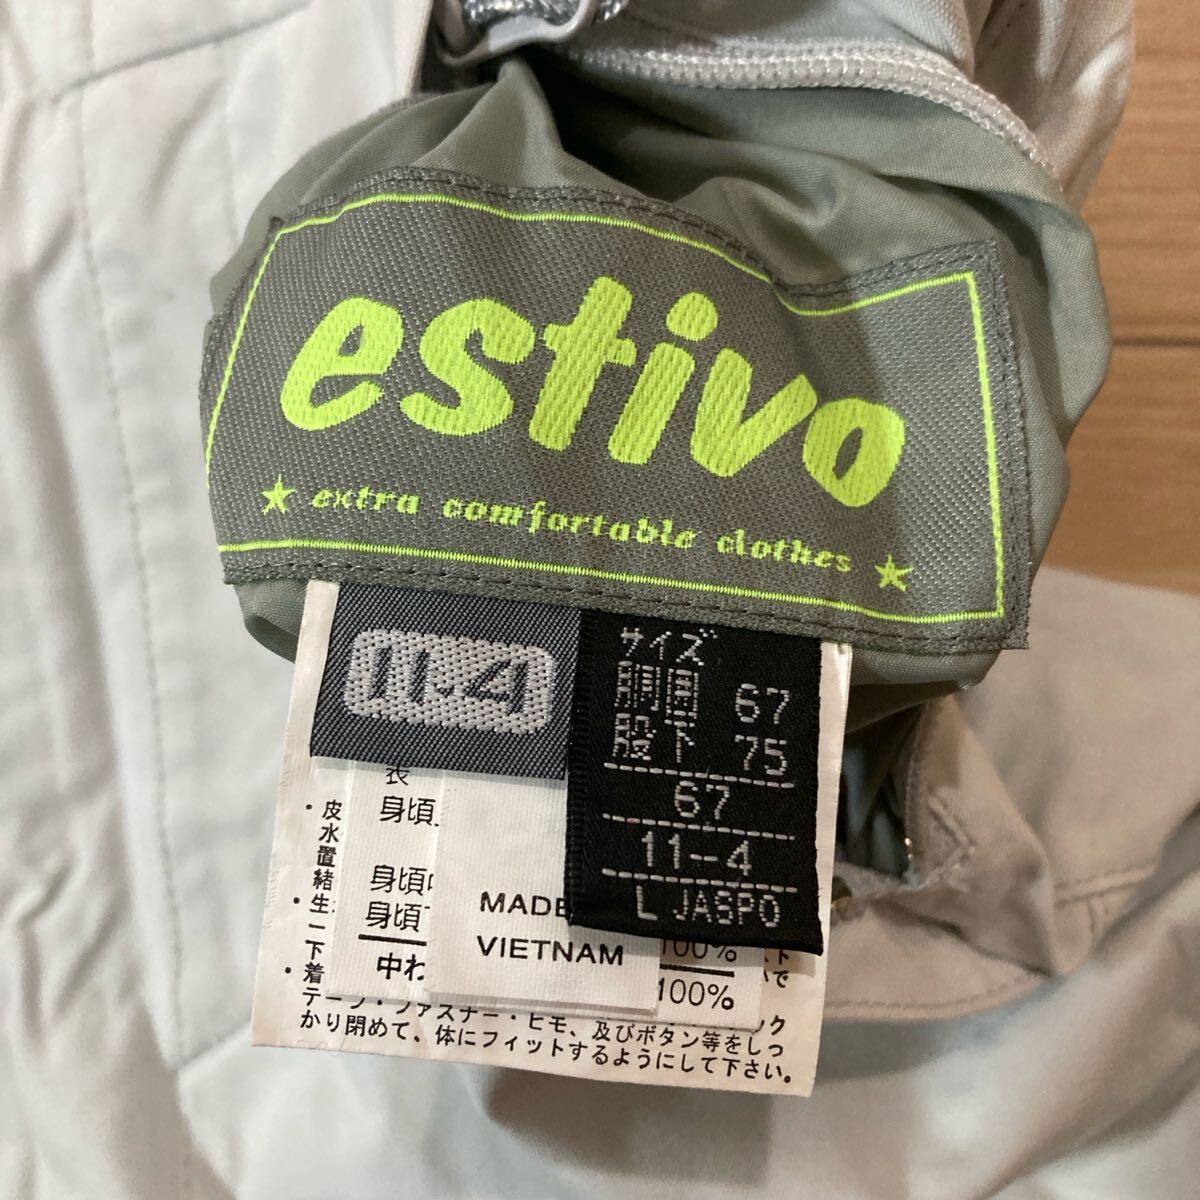 estivo
★ extra comfortable clothes ★
11-4
サイズ
胴囲 67
股下 75
67
11-4
L JASPO
衣
身頃
身頃
身頃
中わ
MADE
VIETNAM
100%
100%
・皮
水
置
緒
・生
一
下
・着
テープ・ファスナー・ヒモ、及びボタン等をしっ
かり閉めて、体にフィットするようにして下さい。